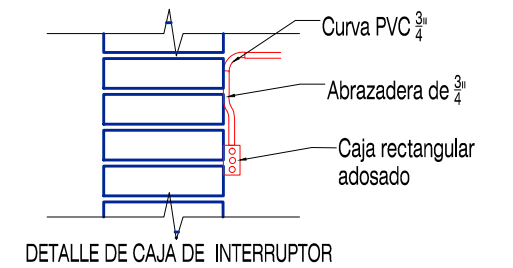 Curva PVC 3/4"
Abrazadera de 3/4"
Caja rectangular
adosado
DETALLE DE CAJA DE INTERRUPTOR